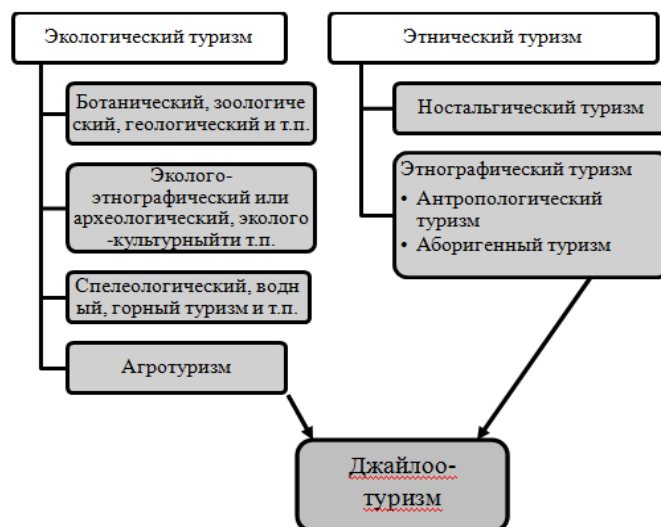 Экологический туризм
Ботанический, зоологиче
ский, геологический и т.п.
Эколого-
этнографический или
археологический, эколого
-культурныйти т.п.
Спелеологический, водн
ый, горный туризм и т.п.
Агротуризм
Этнический туризм
Ностальгический туризм
Этнографический туризм
• Антропологический
туризм
• Аборигенный туризм
Джайлоо-
туризм